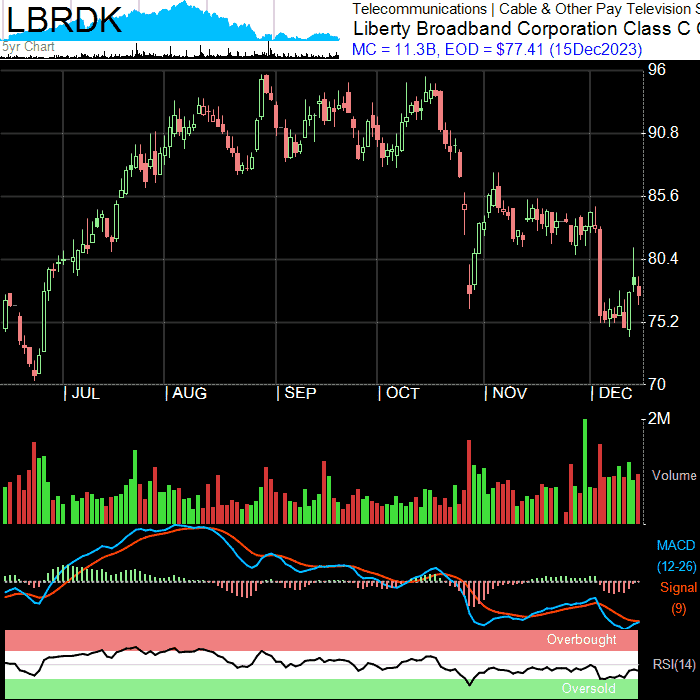 LBRDK
5yr Chart
Telecommunications | Cable & Other Pay Television S
Liberty Broadband Corporation Class C
MC = 11.3B, EOD = $77.41 (15Dec2023)
96
90.8
85.6
80.4
75.2
70
| JUL | AUG | SEP | OCT | NOV | DEC
2M
Volume
MACD
(12-26)
Signal
(9)
Overbought
RSI(14)
Oversold